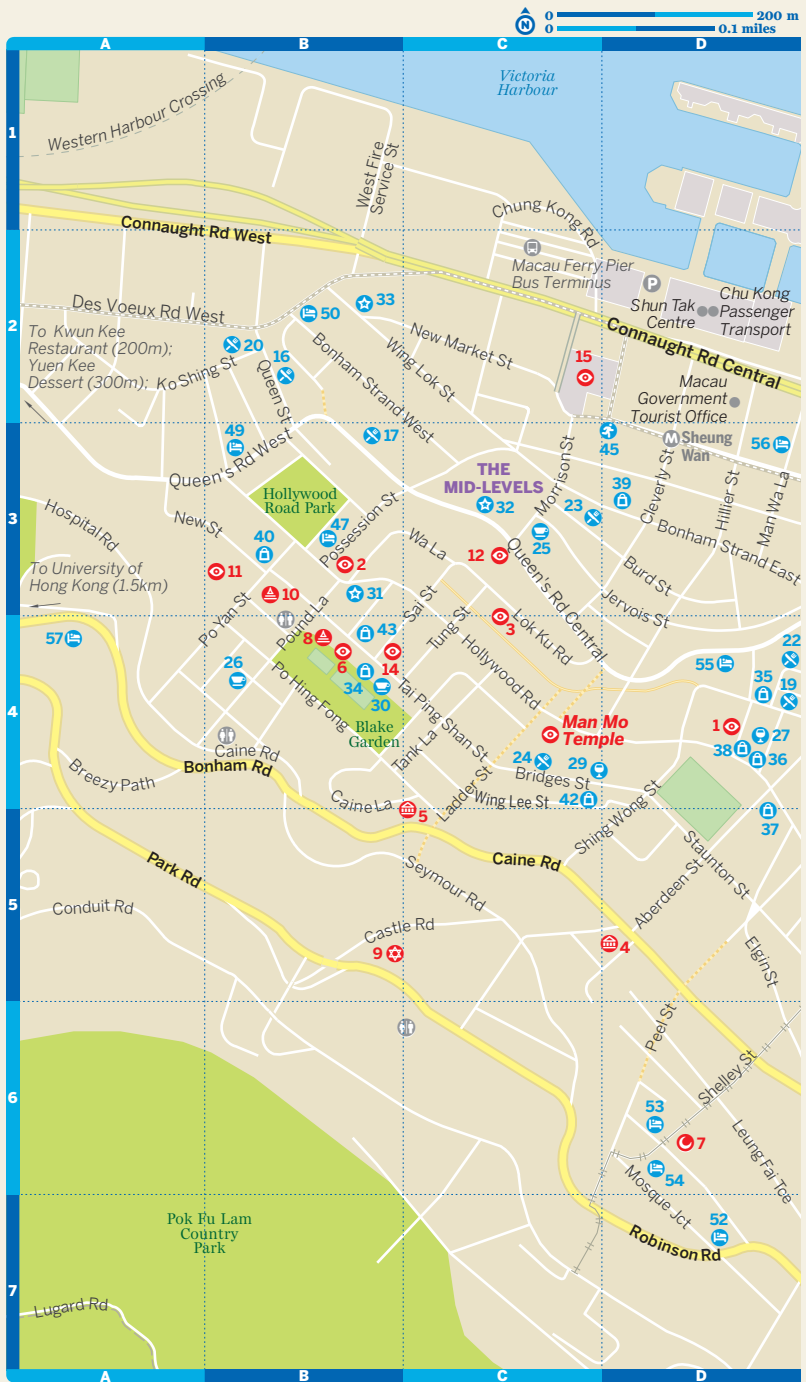 N
0 200 m
0 0.1 miles
A B C D
Victoria
Harbour
1
Western Harbour Crossing
West Fire
Service St
Chung Kong Rd
Connaught Rd West
Macau Ferry Pier
Bus Terminus
P
Shun Tak
Centre
Chu Kong
Passenger
Transport
2
Des Voeux Rd West
50
33
To Kwun Kee
Restaurant (200m);
Yuen Kee
Dessert (300m);
20
16
Ko Shing St
Queen St
Bonham Strand West
Wing Lok St
New Market St
15
Connaught Rd Central
Macau
Government
Tourist Office
49
17
45
M Sheung
Wan
56
Queen's Rd West
Hollywood
Road Park
THE
MID-LEVELS
32
Morrison St
23
39
Cleverly St
Hillier St
Man Wa La
3
Hospital Rd
New St
40
47
Possession St
2
Wa La
12
25
Queen's Rd Central
Bonham Strand East
Burd St
Jervois St
To University of
Hong Kong (1.5km)
11
10
31
Sai St
Po Yan St
Pound La
57
8
6
43
14
34
30
26
Po Hing Fong
Blake
Garden
Tung St
3
Lok Ku Rd
Hollywood Rd
Tai Ping Shan St
Tank La
Man Mo
Temple
55
22
35
19
1
27
38
36
4
Caine Rd
Bonham Rd
Breezy Path
Caine La
5
Ladder St
24
29
Bridges St
Wing Lee St
42
Shing Wong St
37
Staunton St
Park Rd
Caine Rd
Seymour Rd
Aberdeen St
5
Conduit Rd
Castle Rd
9
4
Elgin St
Peel St
Shelley St
6
53
7
54
Leung Fai Tce
Mosque Jct
52
Robinson Rd
Pok Fu Lam
Country
Park
7
Lugard Rd
A B C D